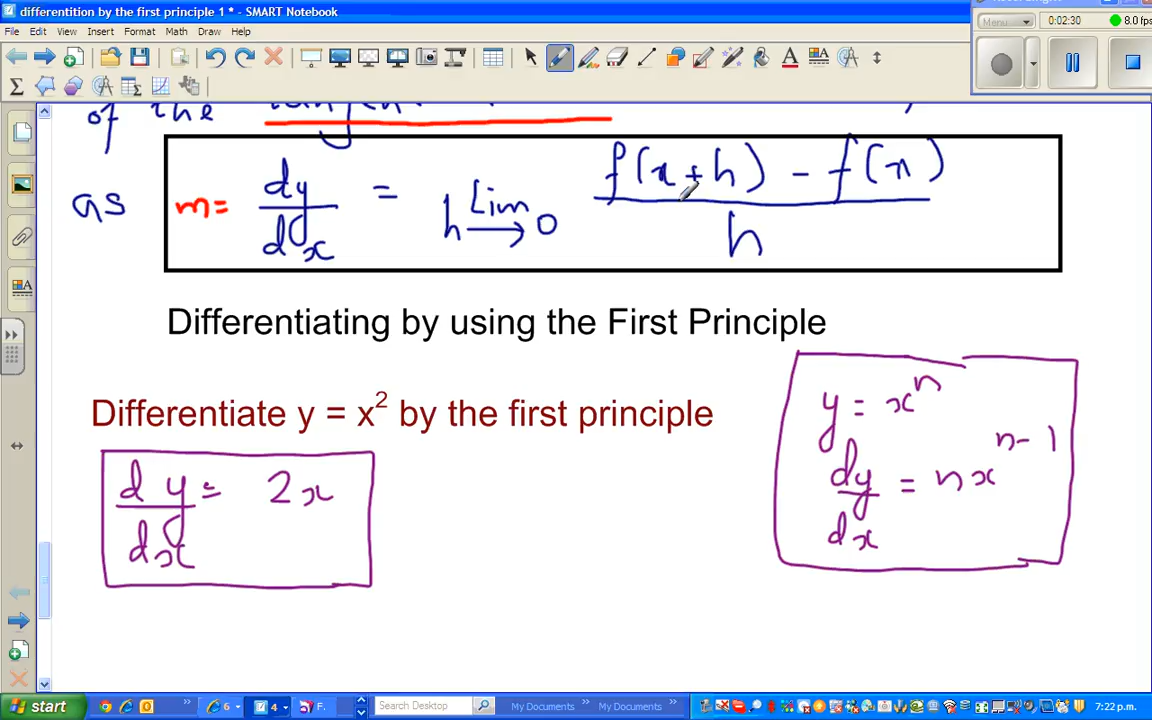 differentition by the first principle 1 * - SMART Notebook
Menu
0:02:30
8.0 fps
File Edit View Insert Format Math Draw Help
of the
as m= dy/dx = Lim h→0 f(x+h) - f(x) / h
Differentiating by using the First Principle
Differentiate y = x² by the first principle
dy/dx = 2x
y = xⁿ
dy/dx = nxⁿ⁻¹
start
6
4
F.
Search Desktop
My Documents
My Documents
7:22 p.m.